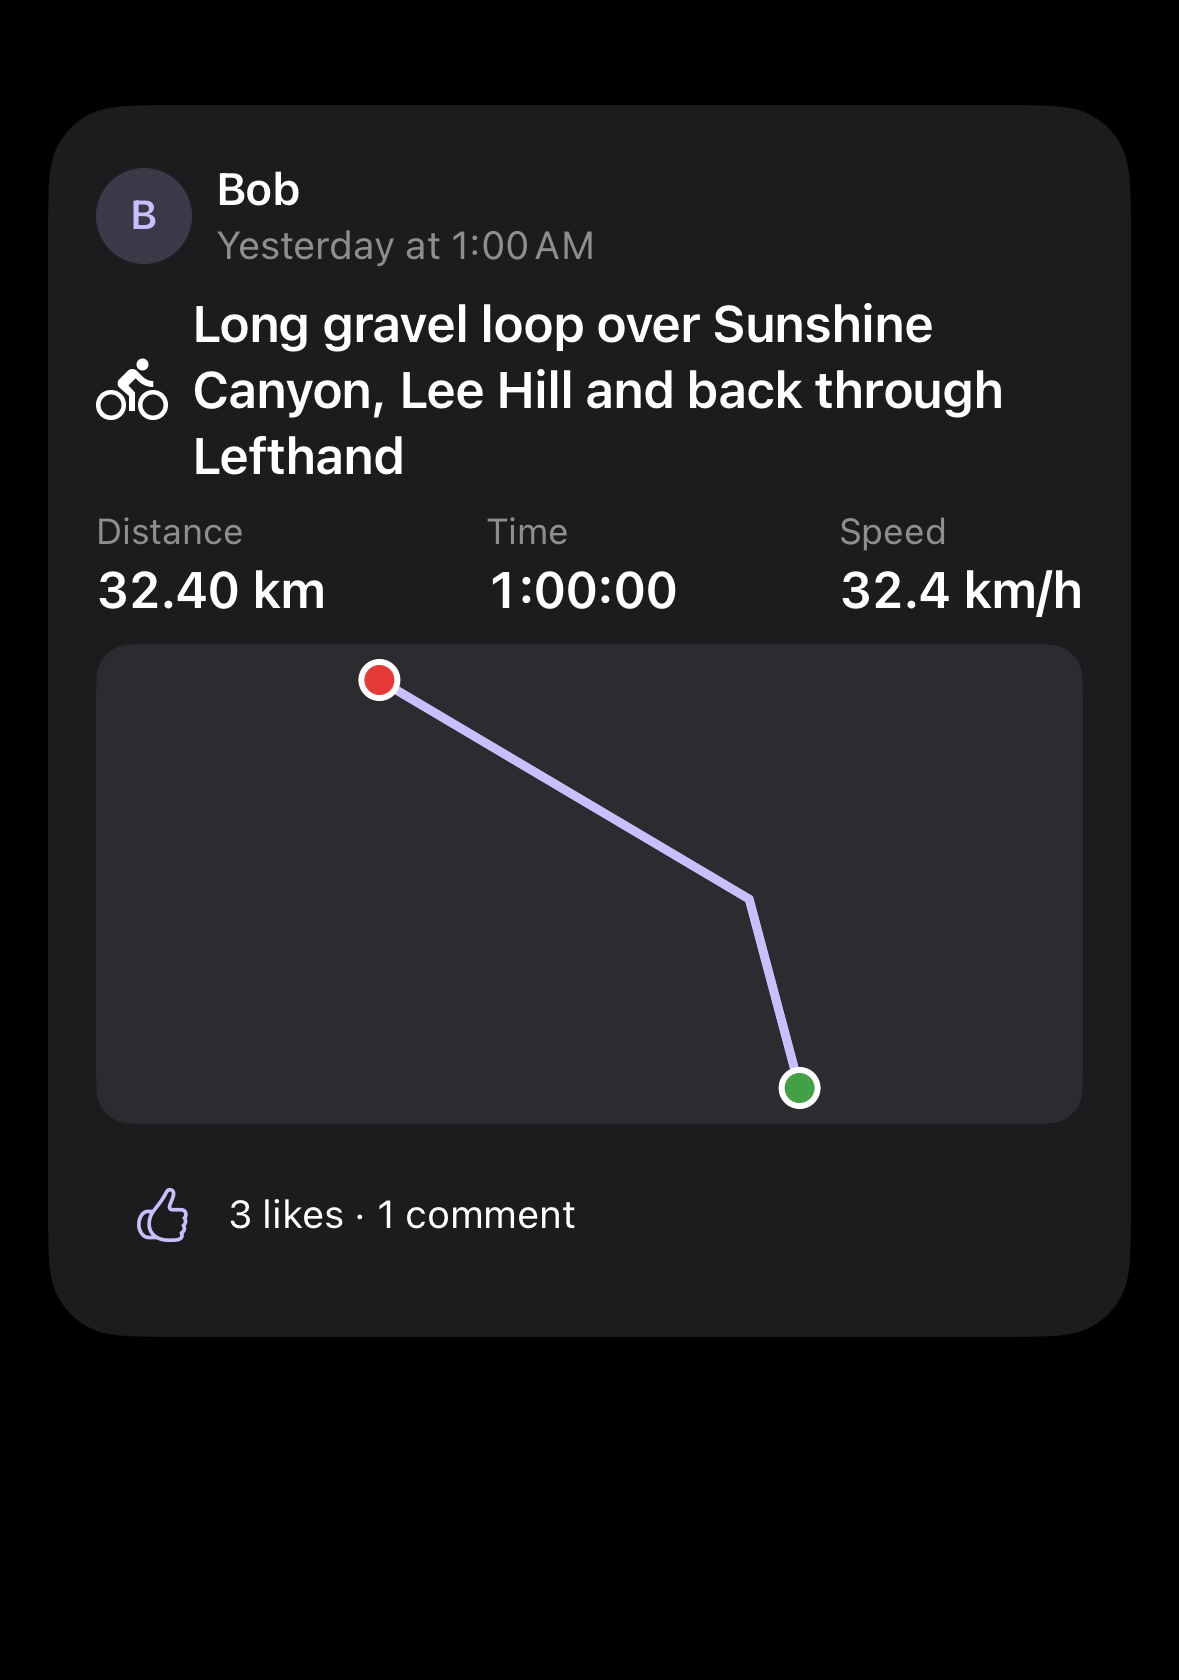 B
Bob
Yesterday at 1:00 AM
Long gravel loop over Sunshine
Canyon, Lee Hill and back through
Lefthand
Distance Time Speed
32.40 km 1:00:00 32.4 km/h
3 likes · 1 comment